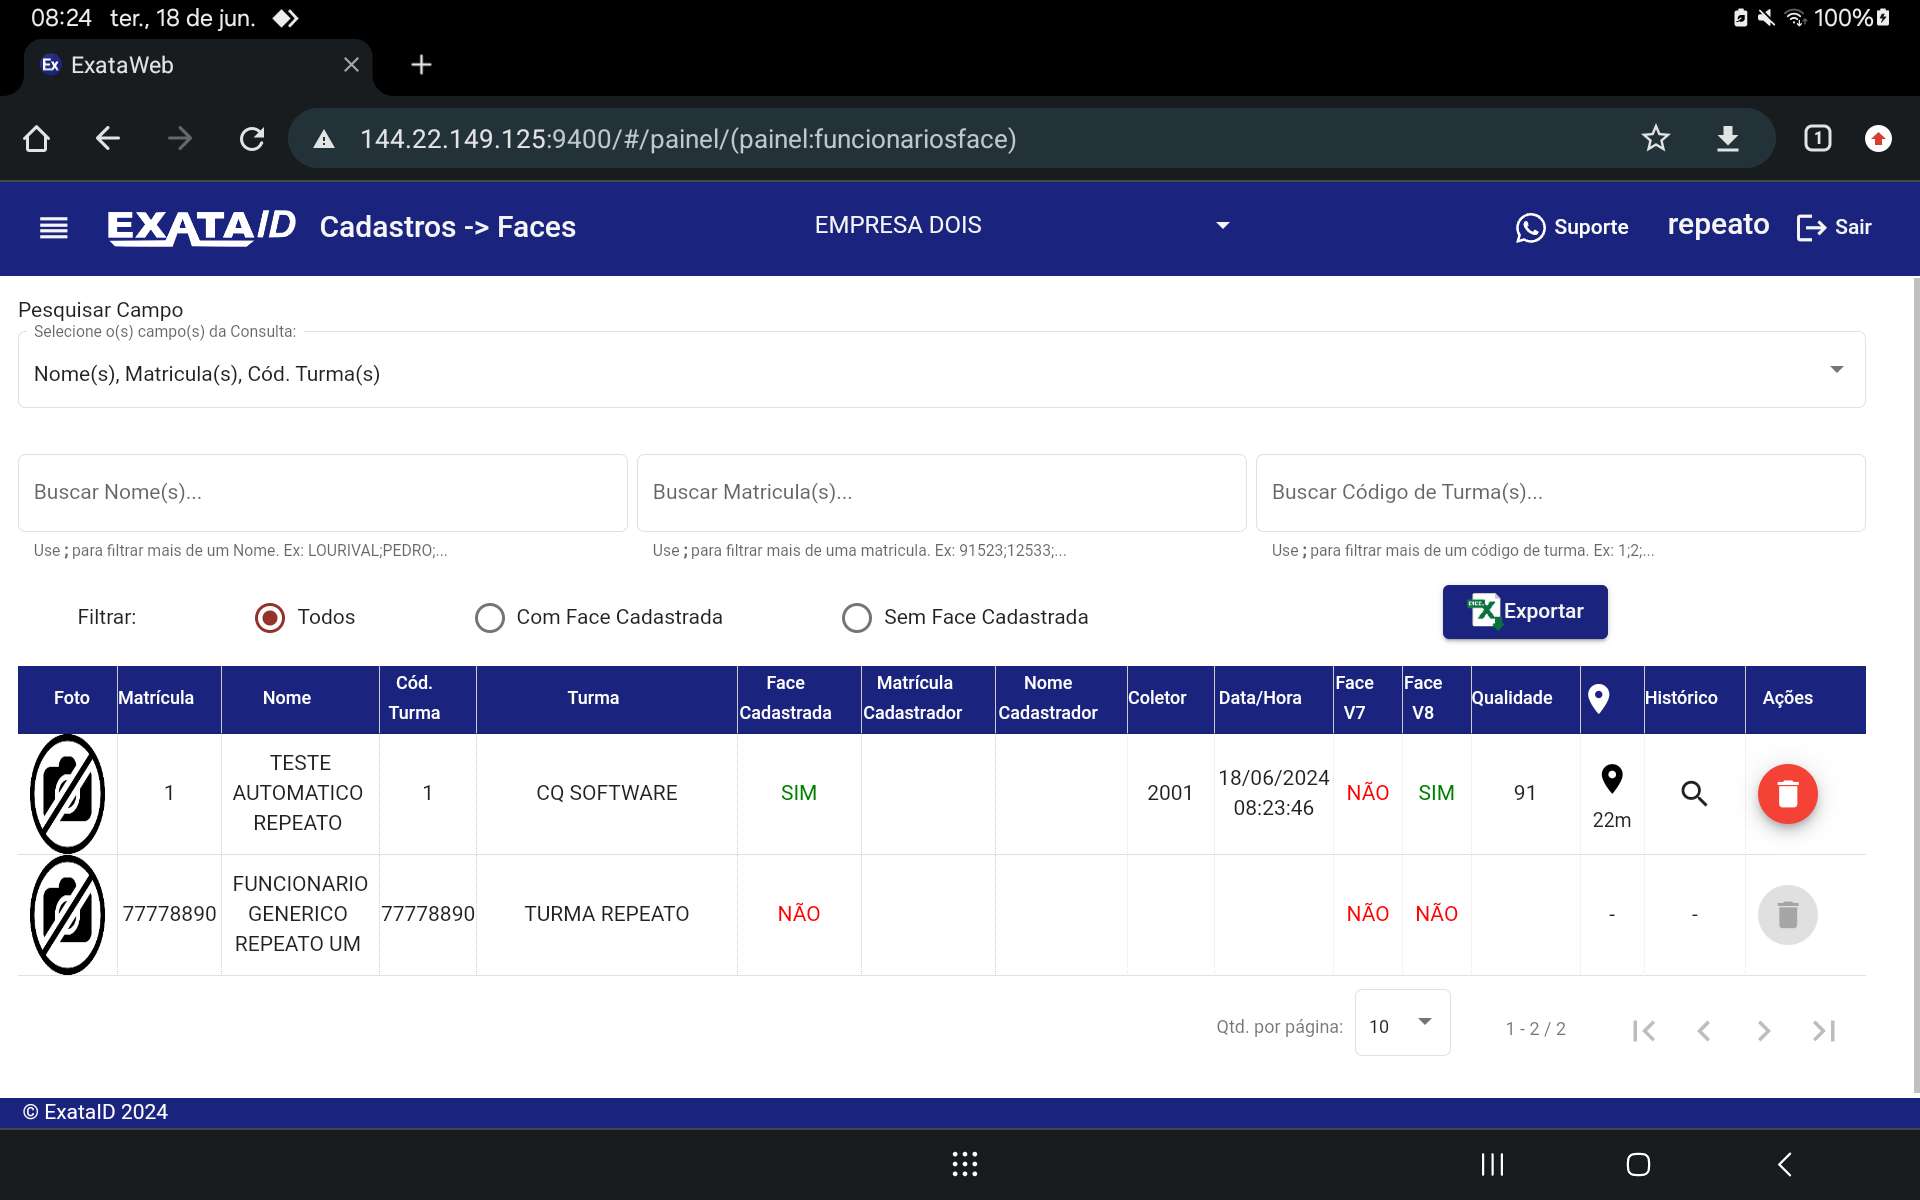 08:24 ter., 18 de jun. 100%
Ex ExataWeb
144.22.149.125:9400/#/painel/(painel:funcionariosface) 1
EXATA/ID Cadastros -> Faces EMPRESA DOIS Suporte repeato Sair
Pesquisar Campo
Selecione o(s) campo(s) da Consulta:
Nome(s), Matricula(s), Cód. Turma(s)
Buscar Nome(s)... Buscar Matricula(s)... Buscar Código de Turma(s)...
Use ; para filtrar mais de um Nome. Ex: LOURIVAL;PEDRO;... Use ; para filtrar mais de uma matricula. Ex: 91523;12533;... Use ; para filtrar mais de um código de turma. Ex: 1;2;...
Filtrar: Todos Com Face Cadastrada Sem Face Cadastrada Exportar
Foto Matrícula Nome Cód. Turma Turma Face Cadastrada Matrícula Cadastrador Nome Cadastrador Coletor Data/Hora Face V7 Face V8 Qualidade Histórico Ações
1 TESTE AUTOMATICO REPEATO 1 CQ SOFTWARE SIM 2001 18/06/2024 08:23:46 NÃO SIM 91 22m
77778890 FUNCIONARIO GENERICO REPEATO UM 77778890 TURMA REPEATO NÃO NÃO NÃO - -
Qtd. por página: 10 1 - 2 / 2
© ExataID 2024